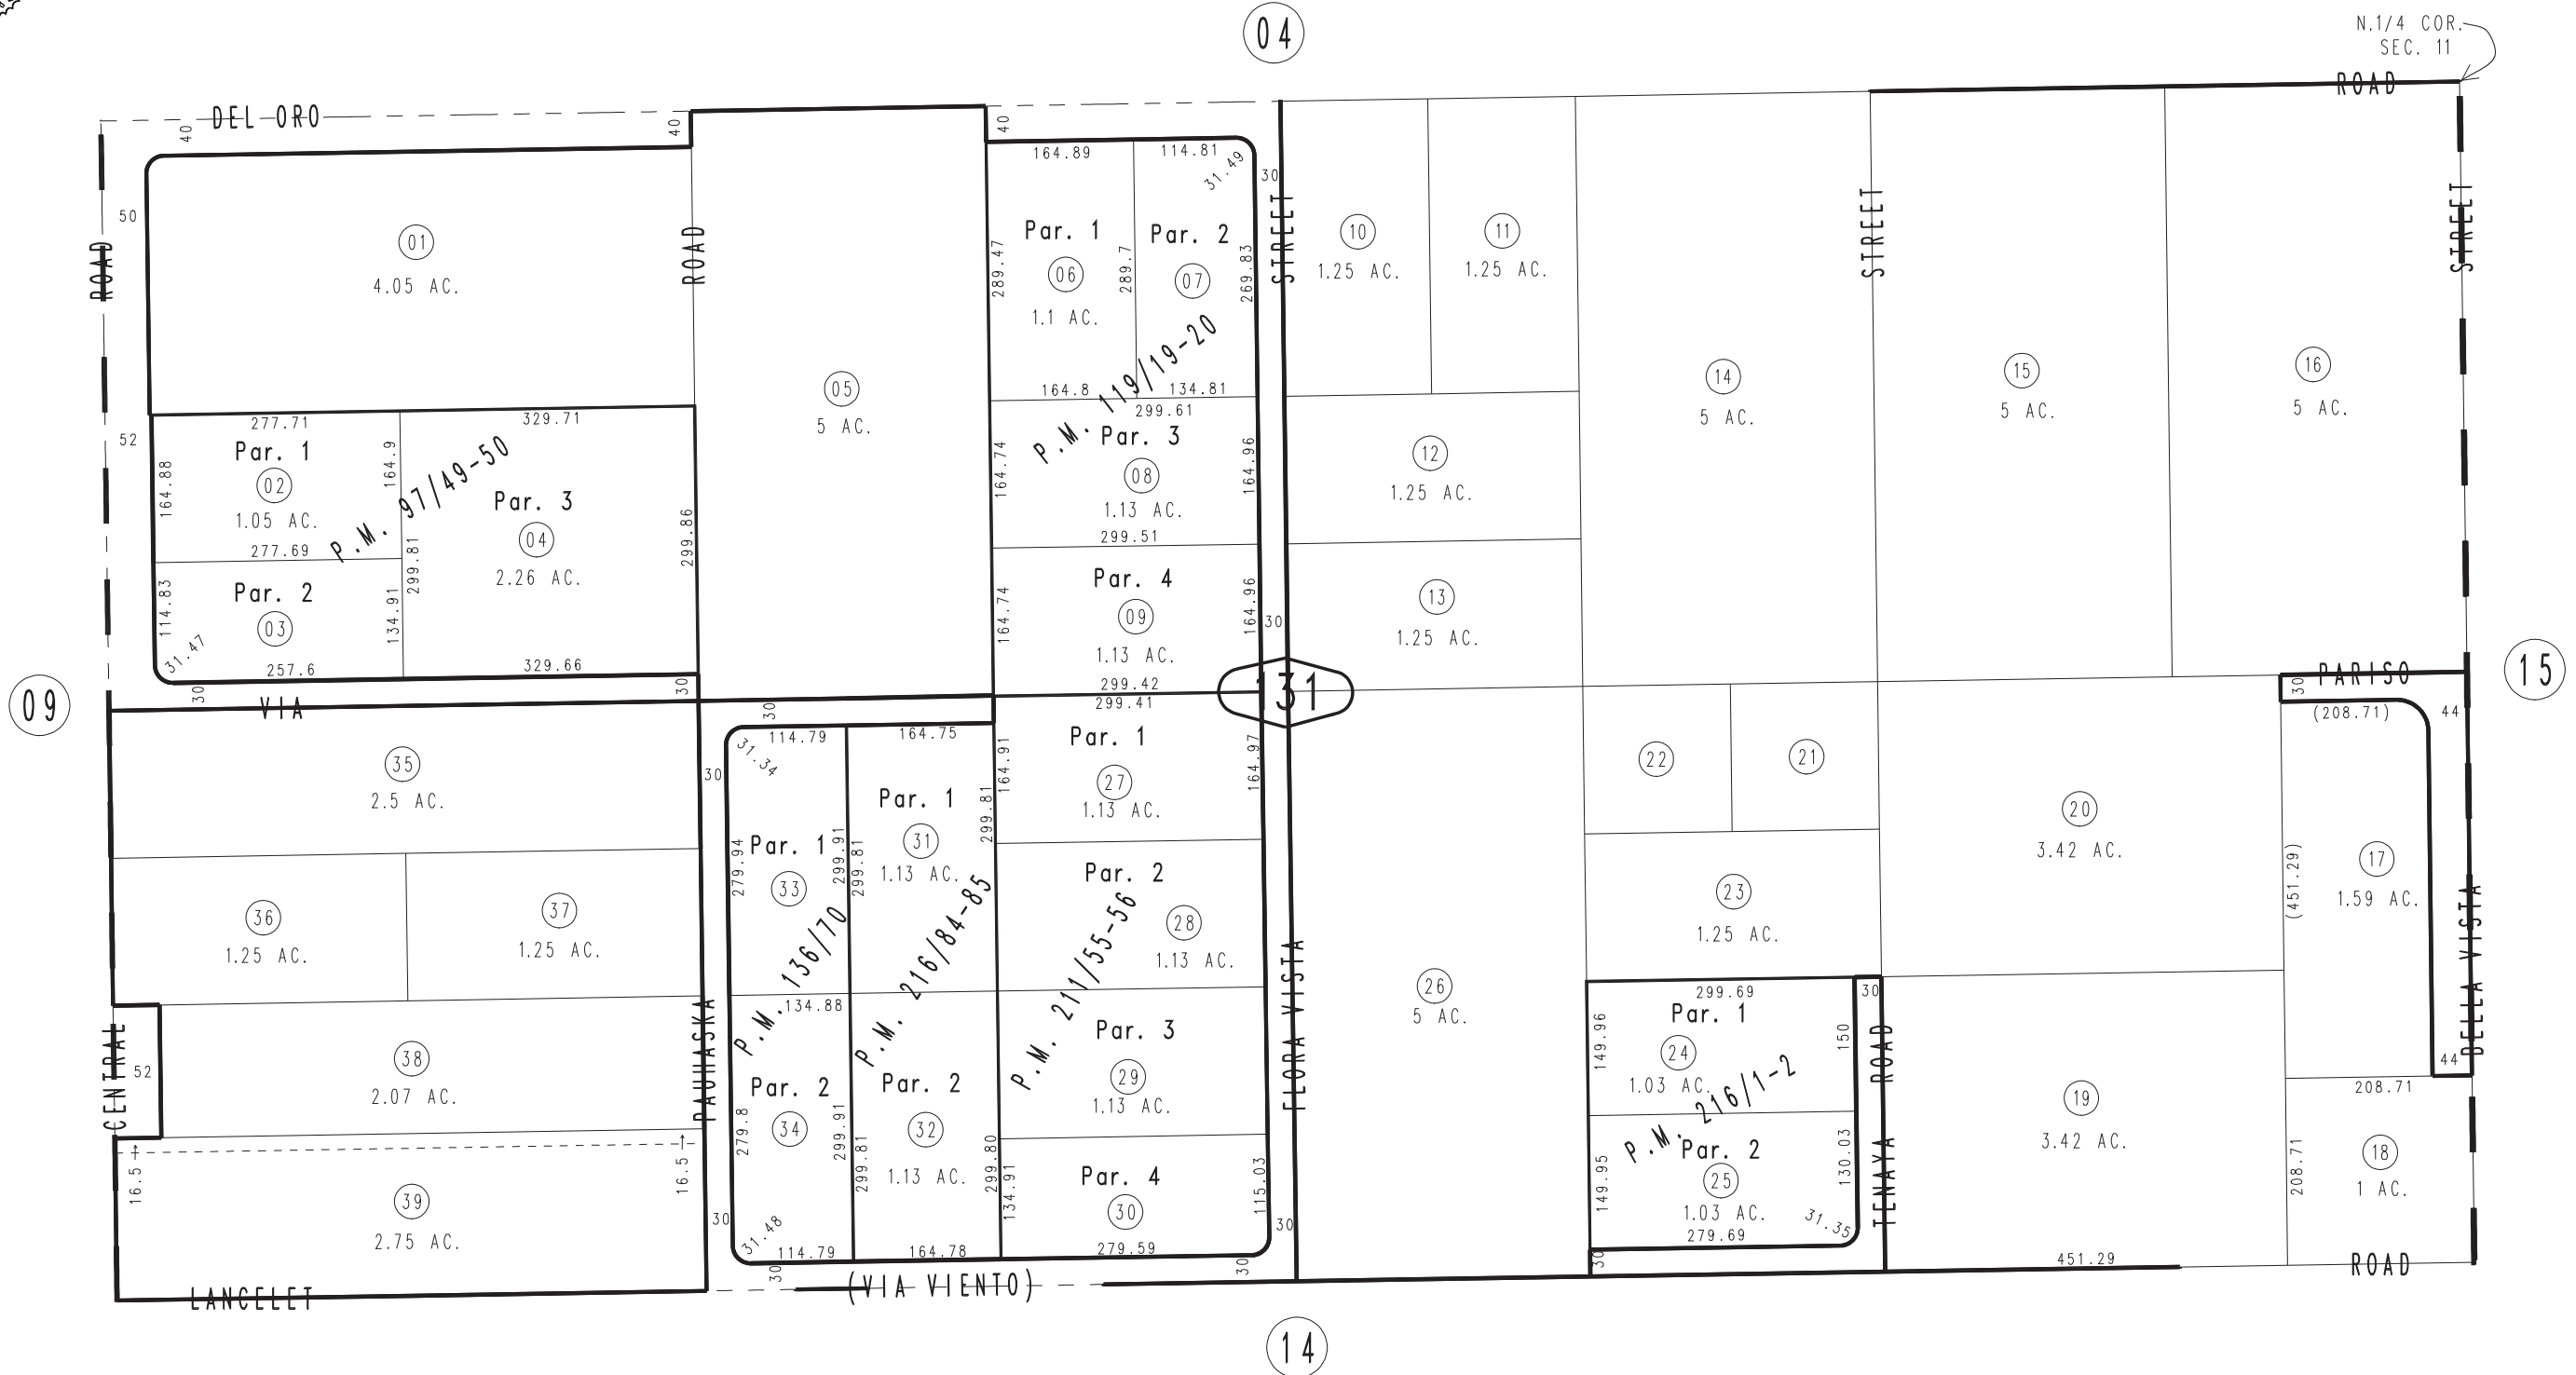 04
N.1/4 COR.
SEC. 11
DEL ORO
ROAD
40
40
40
50
ROAD
01
4.05 AC.
ROAD
05
5 AC.
164.89
114.81
31.49
30
289.47
Par. 1
06
1.1 AC.
289.7
Par. 2
07
269.83
STREET
164.8
134.81
P.M. 119/19-20
299.61
Par. 3
08
1.13 AC.
164.74
164.96
299.51
Par. 4
09
1.13 AC.
164.74
164.96
30
299.42
10
1.25 AC.
11
1.25 AC.
12
1.25 AC.
13
1.25 AC.
14
5 AC.
STREET
15
5 AC.
16
5 AC.
STREET
52
277.71
329.71
Par. 1
02
1.05 AC.
164.88
164.9
P.M. 97/49-50
277.69
Par. 2
03
114.83
134.91
31.47
257.6
Par. 3
04
2.26 AC.
299.81
299.86
329.66
09
30
VIA
30
30
131
PARISO
30
15
35
2.5 AC.
36
1.25 AC.
37
1.25 AC.
38
2.07 AC.
52
CENTRAL
16.5
16.5
39
2.75 AC.
LANCELET
PAUHASKA
30
30
114.79
31.34
Par. 1
33
279.94
299.91
P.M. 136/70
134.88
Par. 2
34
279.8
299.91
31.48
114.79
30
164.75
Par. 1
31
1.13 AC.
299.81
299.81
P.M. 216/84-85
Par. 2
32
1.13 AC.
299.81
299.80
164.78
(VIA VIENTO)
299.41
Par. 1
27
1.13 AC.
164.91
164.97
Par. 2
28
1.13 AC.
P.M. 211/55-56
Par. 3
29
1.13 AC.
Par. 4
30
134.91
115.03
279.59
30
30
FLORA VISTA
26
5 AC.
22
21
23
1.25 AC.
299.69
30
Par. 1
24
1.03 AC.
149.96
150
P.M. 216/1-2
Par. 2
25
1.03 AC.
149.95
130.03
31.35
279.69
30
TENAYA ROAD
20
3.42 AC.
19
3.42 AC.
451.29
(208.71)
44
(451.29)
17
1.59 AC.
BELLA VISTA
44
208.71
208.71
18
1 AC.
ROAD
14